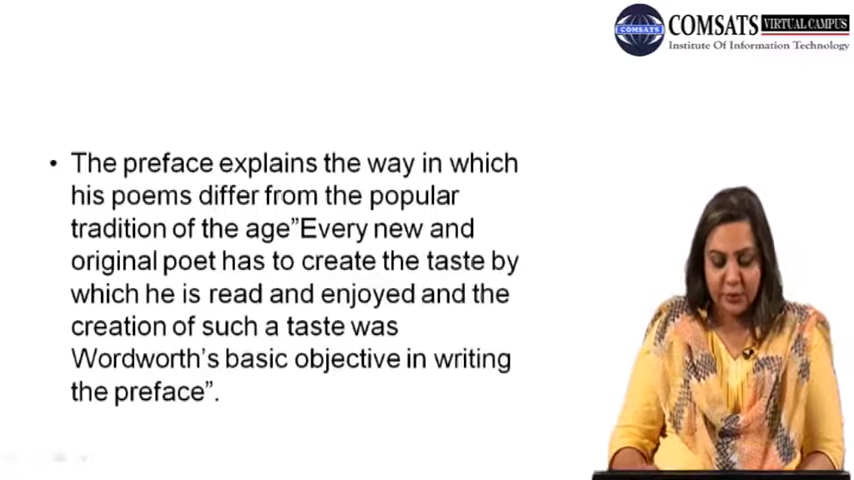 COMSATS
COMSATS VIRTUAL CAMPUS
Institute Of Information Technology
• The preface explains the way in which
his poems differ from the popular
tradition of the age”Every new and
original poet has to create the taste by
which he is read and enjoyed and the
creation of such a taste was
Wordworth’s basic objective in writing
the preface”.